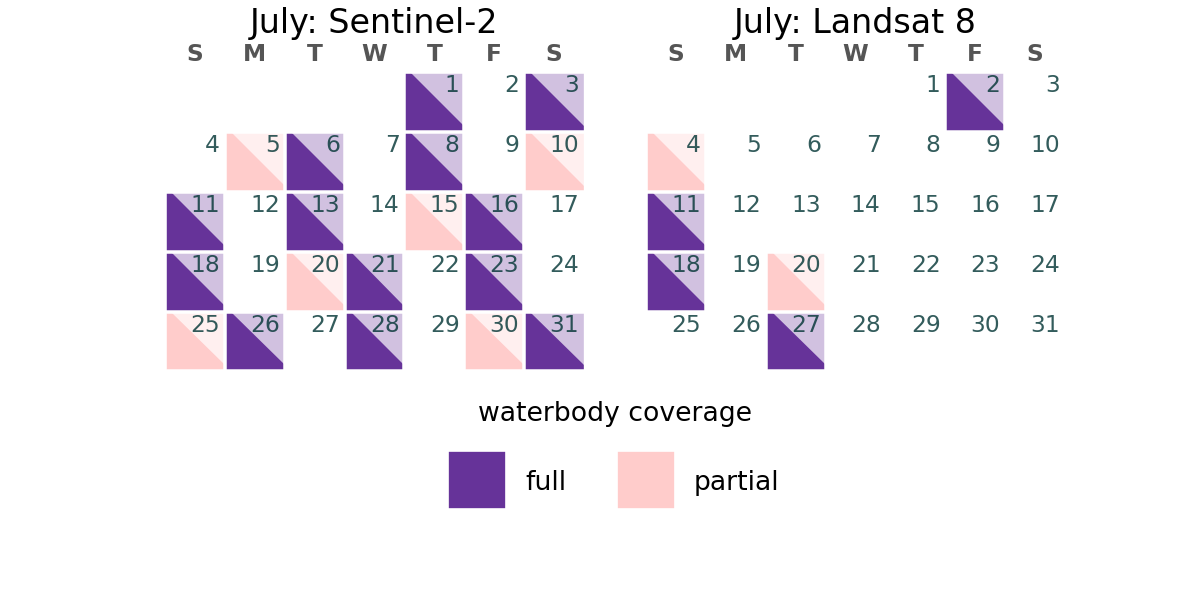 July: Sentinel-2
S M T W T F S
1 2 3
4 5 6 7 8 9 10
11 12 13 14 15 16 17
18 19 20 21 22 23 24
25 26 27 28 29 30 31
July: Landsat 8
S M T W T F S
1 2 3
4 5 6 7 8 9 10
11 12 13 14 15 16 17
18 19 20 21 22 23 24
25 26 27 28 29 30 31
waterbody coverage
full partial